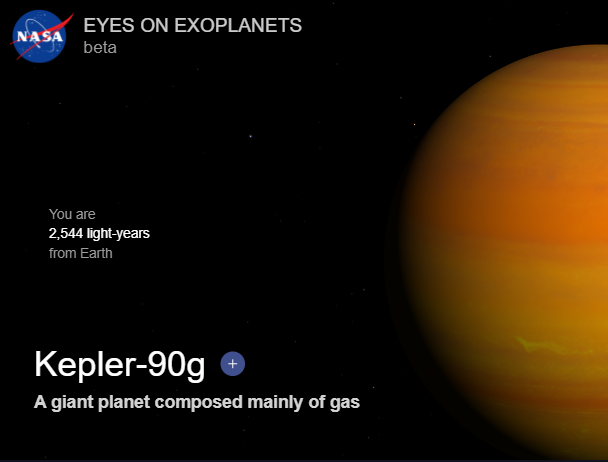 NASA
EYES ON EXOPLANETS
beta
You are
2,544 light-years
from Earth
Kepler-90g +
A giant planet composed mainly of gas